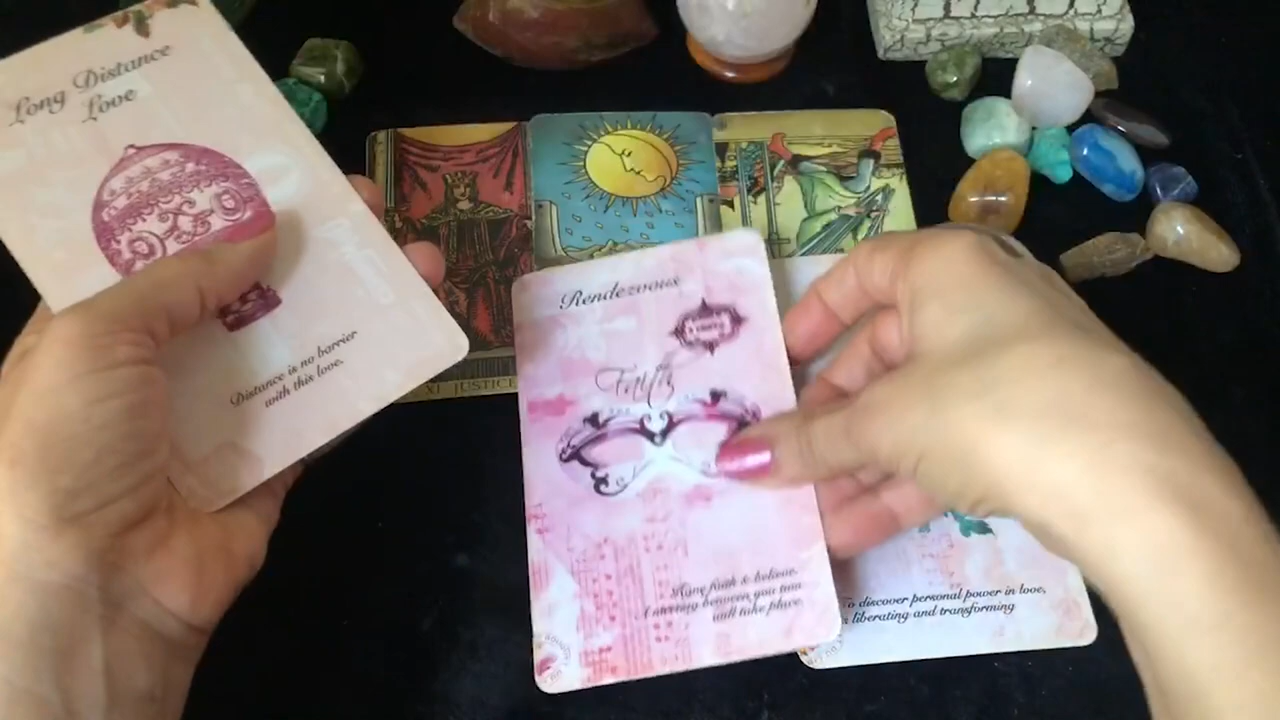 Long Distance
Love
Distance is no barrier
with this love.
XI JUSTICE
Rendezvous
Faith
Have faith & believe.
A meeting between you two
will take place.
To discover personal power in love,
is liberating and transforming